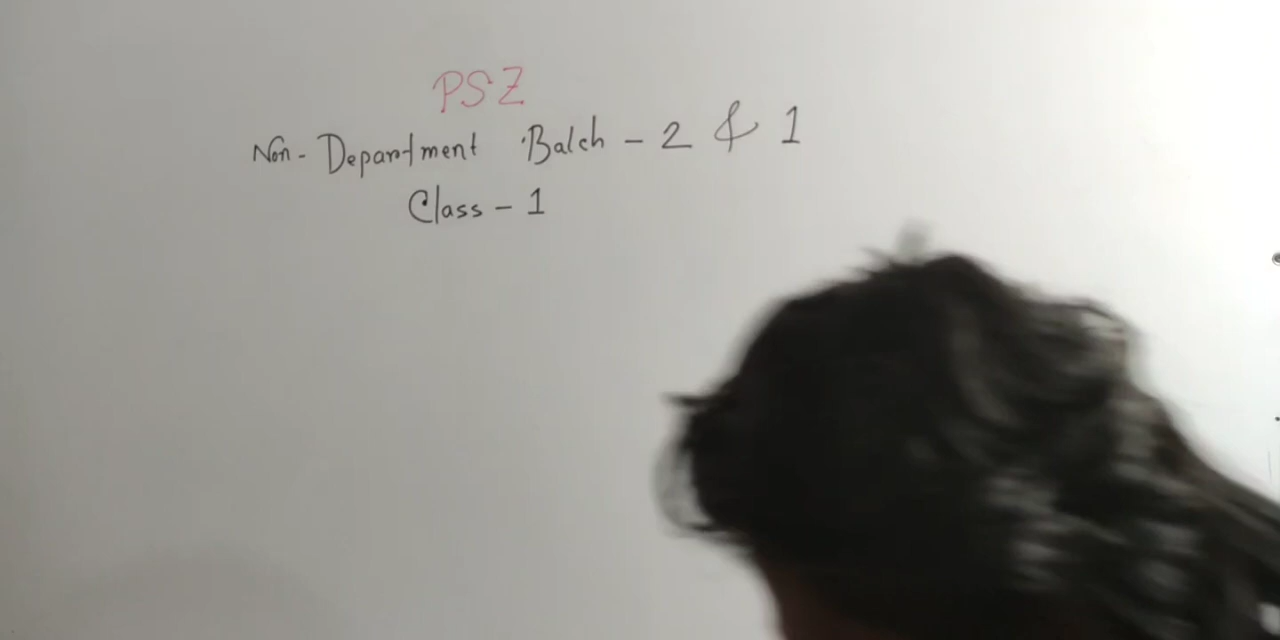 PSZ
Non-Department Batch - 2 & 1
Class - 1